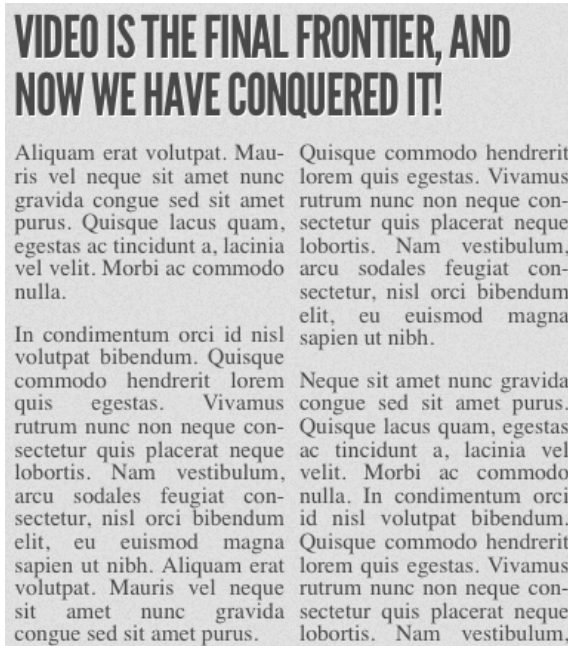 VIDEO IS THE FINAL FRONTIER, AND
NOW WE HAVE CONQUERED IT!
Aliquam erat volutpat. Mau-
ris vel neque sit amet nunc
gravida congue sed sit amet
purus. Quisque lacus quam,
egestas ac tincidunt a, lacinia
vel velit. Morbi ac commodo
nulla.
In condimentum orci id nisl
volutpat bibendum. Quisque
commodo hendrerit lorem
quis egestas. Vivamus
rutrum nunc non neque con-
sectetur quis placerat neque
lobortis. Nam vestibulum,
arcu sodales feugiat con-
sectetur, nisl orci bibendum
elit, eu euismod magna
sapien ut nibh. Aliquam erat
volutpat. Mauris vel neque
sit amet nunc gravida
congue sed sit amet purus.
Quisque commodo hendrerit
lorem quis egestas. Vivamus
rutrum nunc non neque con-
sectetur quis placerat neque
lobortis. Nam vestibulum,
arcu sodales feugiat con-
sectetur, nisl orci bibendum
elit, eu euismod magna
sapien ut nibh.
Neque sit amet nunc gravida
congue sed sit amet purus.
Quisque lacus quam, egestas
ac tincidunt a, lacinia vel
velit. Morbi ac commodo
nulla. In condimentum orci
id nisl volutpat bibendum.
Quisque commodo hendrerit
lorem quis egestas. Vivamus
rutrum nunc non neque con-
sectetur quis placerat neque
lobortis. Nam vestibulum,